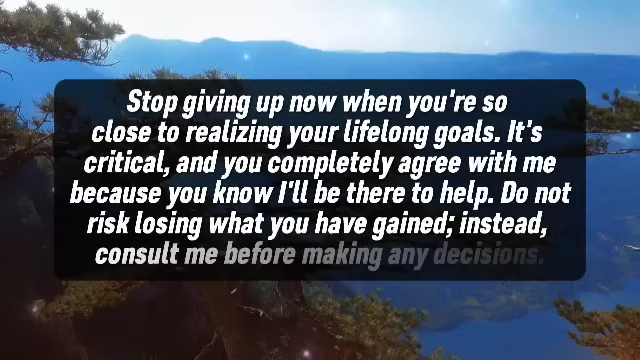 Stop giving up now when you're so
close to realizing your lifelong goals. It's
critical, and you completely agree with me
because you know I'll be there to help. Do not
risk losing what you have gained; instead,
consult me before making any decisions.